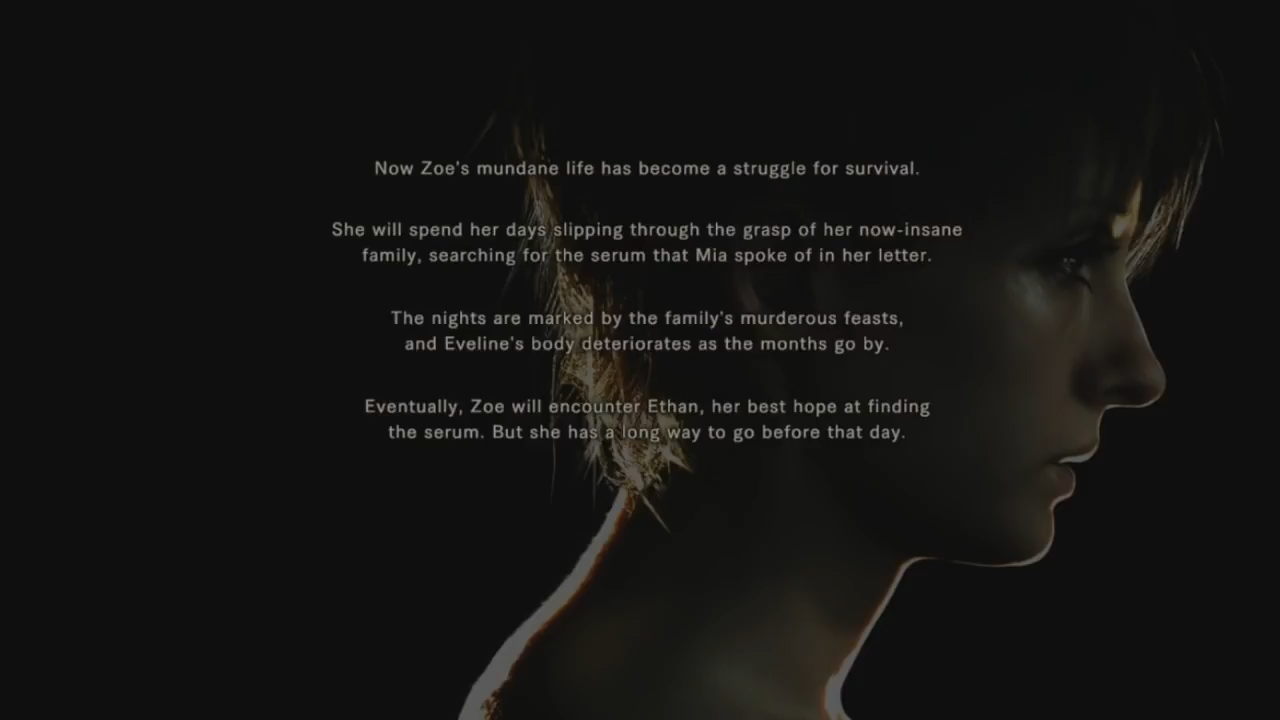 Now Zoe's mundane life has become a struggle for survival.
She will spend her days slipping through the grasp of her now-insane
family, searching for the serum that Mia spoke of in her letter.
The nights are marked by the family's murderous feasts,
and Eveline's body deteriorates as the months go by.
Eventually, Zoe will encounter Ethan, her best hope at finding
the serum. But she has a long way to go before that day.